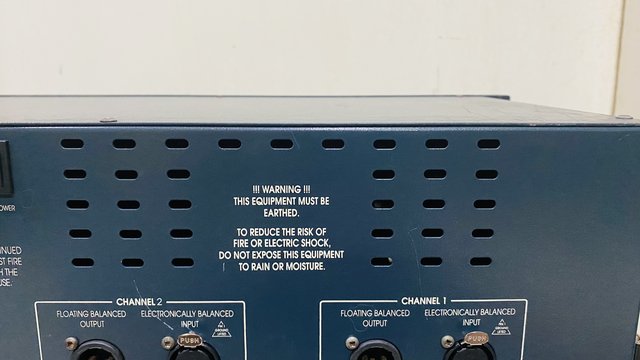 !!! WARNING !!!
THIS EQUIPMENT MUST BE
EARTHED.
TO REDUCE THE RISK OF
FIRE OR ELECTRIC SHOCK,
DO NOT EXPOSE THIS EQUIPMENT
TO RAIN OR MOISTURE.
CHANNEL 2
FLOATING BALANCED
OUTPUT
ELECTRONICALLY BALANCED
INPUT
PUSH
CHANNEL 1
FLOATING BALANCED
OUTPUT
ELECTRONICALLY BALANCED
INPUT
PUSH